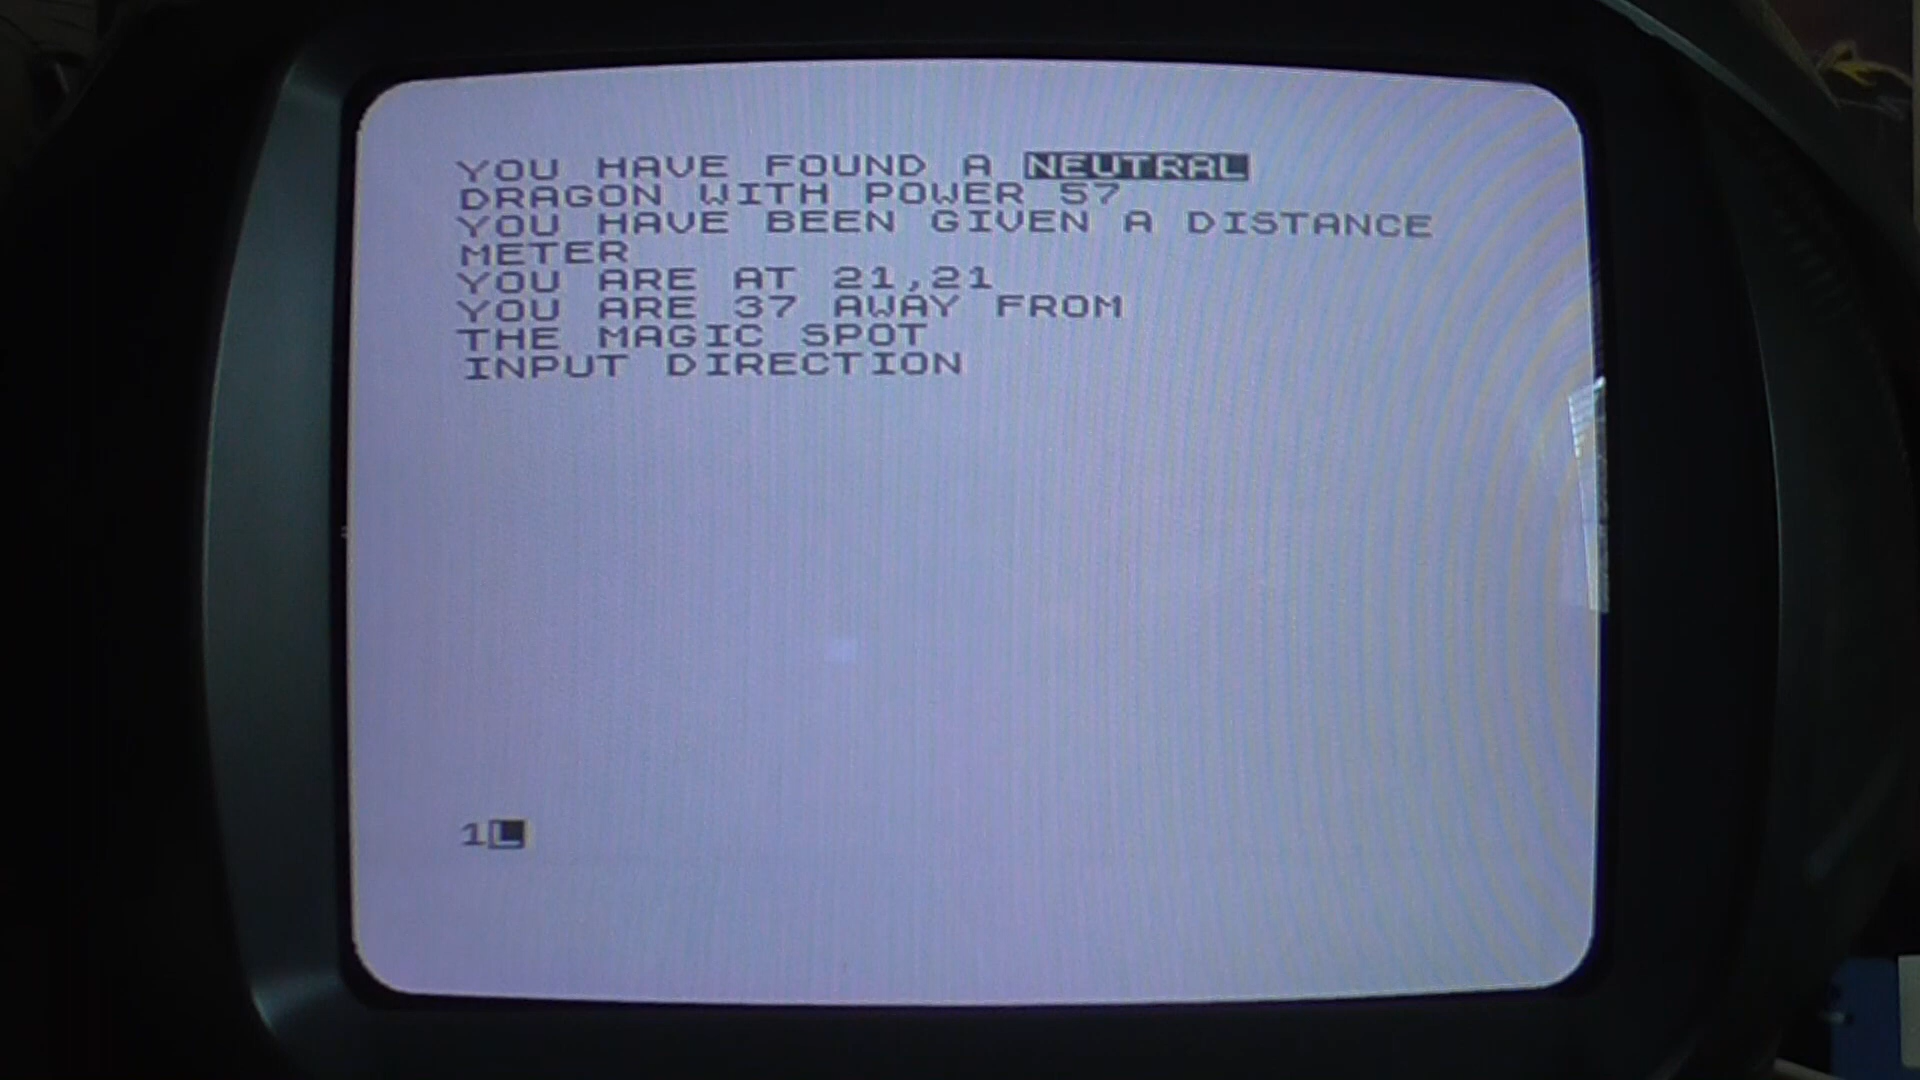 YOU HAVE FOUND A NEUTRAL
DRAGON WITH POWER 57
YOU HAVE BEEN GIVEN A DISTANCE
METER
YOU ARE AT 21,21
YOU ARE 37 AWAY FROM
THE MAGIC SPOT
INPUT DIRECTION
1L